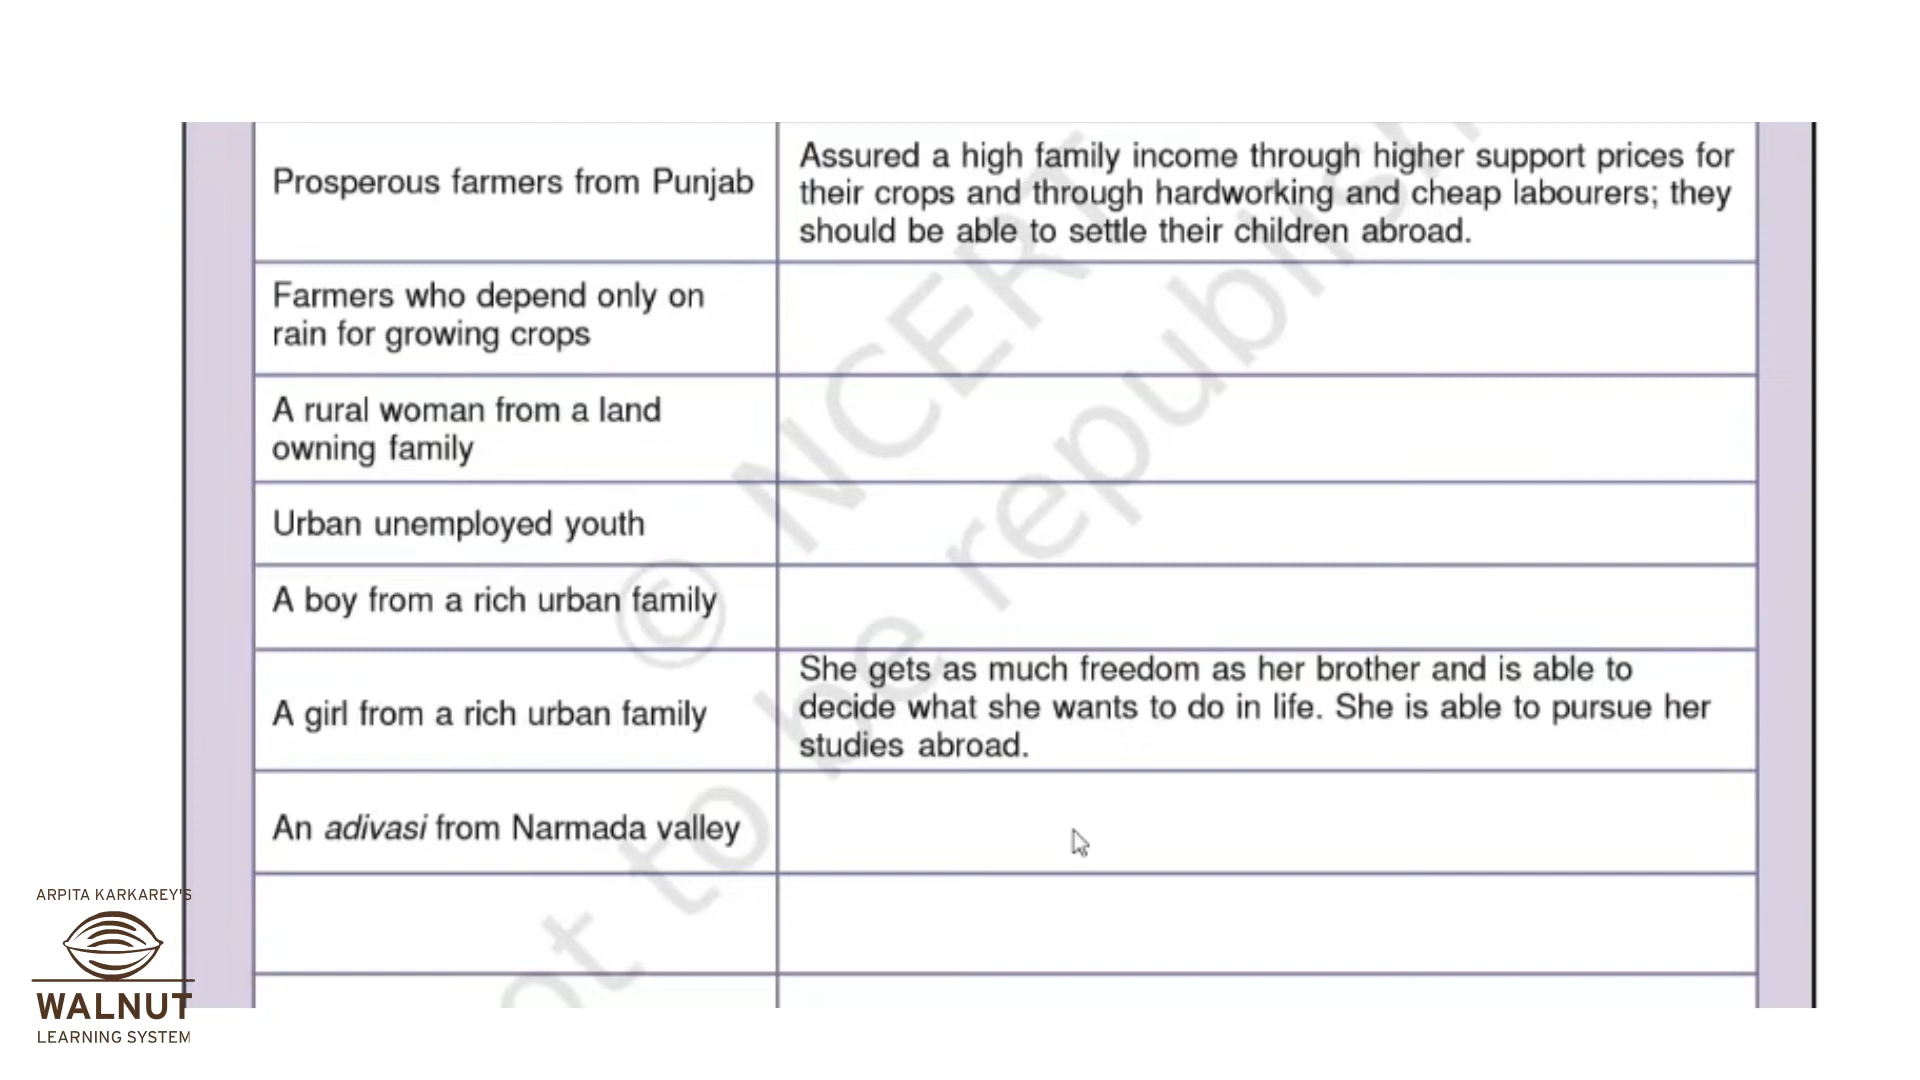 Prosperous farmers from Punjab
Assured a high family income through higher support prices for
their crops and through hardworking and cheap labourers; they
should be able to settle their children abroad.
Farmers who depend only on
rain for growing crops
A rural woman from a land
owning family
Urban unemployed youth
A boy from a rich urban family
A girl from a rich urban family
She gets as much freedom as her brother and is able to
decide what she wants to do in life. She is able to pursue her
studies abroad.
An adivasi from Narmada valley
© NCERT
not to be republish
ARPITA KARKAREY'S
WALNUT
LEARNING SYSTEM